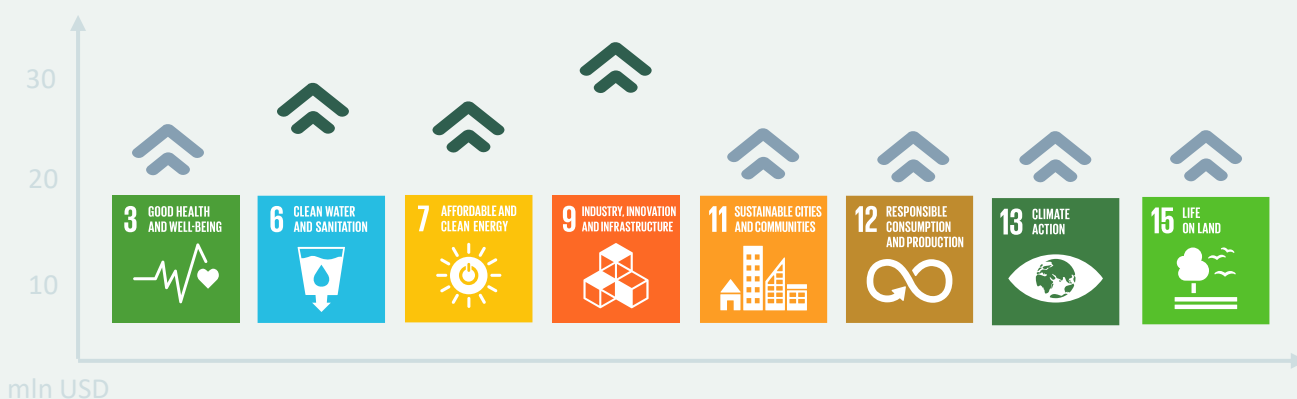 30
20
10
mln USD
3 GOOD HEALTH
AND WELL-BEING
6 CLEAN WATER
AND SANITATION
7 AFFORDABLE AND
CLEAN ENERGY
9 INDUSTRY, INNOVATION
AND INFRASTRUCTURE
11 SUSTAINABLE CITIES
AND COMMUNITIES
12 RESPONSIBLE
CONSUMPTION
AND PRODUCTION
13 CLIMATE
ACTION
15 LIFE
ON LAND